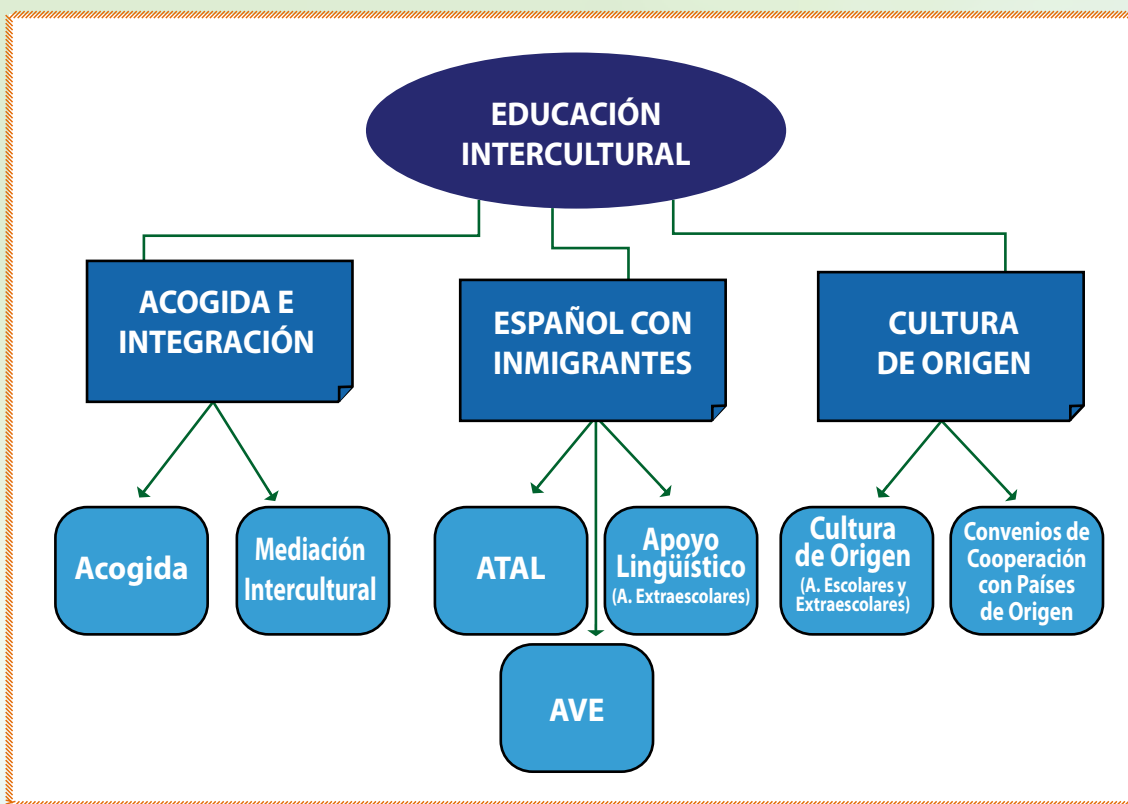 EDUCACIÓN
INTERCULTURAL
ACOGIDA E
INTEGRACIÓN
ESPAÑOL CON
INMIGRANTES
CULTURA
DE ORIGEN
Acogida
Mediación
Intercultural
ATAL
Apoyo
Lingüístico
(A. Extraescolares)
Cultura
de Origen
(A. Escolares y
Extraescolares)
Convenios de
Cooperación
con Países
de Origen
AVE